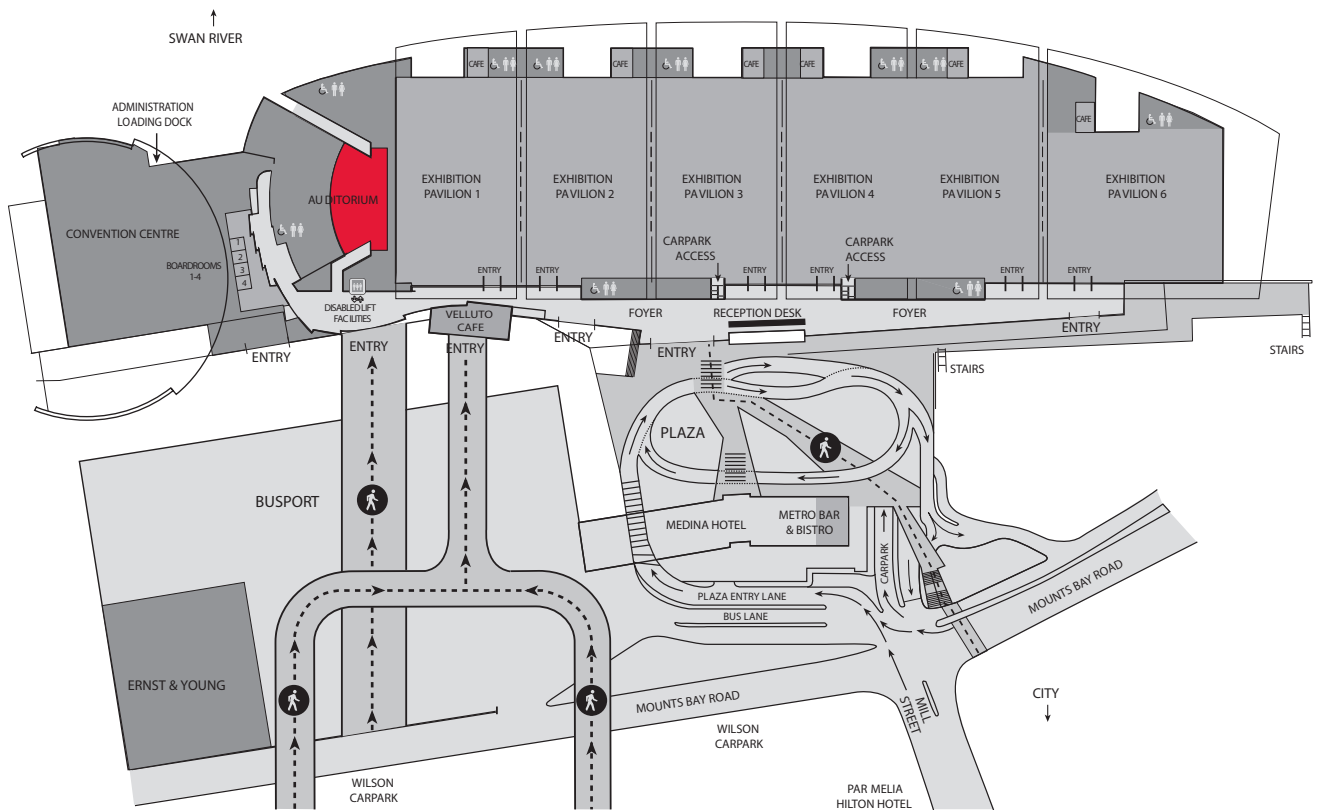 SWAN RIVER
ADMINISTRATION
LOADING DOCK
CAFE
CAFE
CAFE
CAFE
CAFE
CAFE
CONVENTION CENTRE
BOARDROOMS
1-4
1
2
3
4
AUDITORIUM
EXHIBITION
PAVILION 1
EXHIBITION
PAVILION 2
EXHIBITION
PAVILION 3
EXHIBITION
PAVILION 4
EXHIBITION
PAVILION 5
EXHIBITION
PAVILION 6
CARPARK
ACCESS
CARPARK
ACCESS
ENTRY
ENTRY
ENTRY
ENTRY
ENTRY
ENTRY
DISABLED LIFT
FACILITIES
VELLUTO
CAFE
FOYER
RECEPTION DESK
FOYER
ENTRY
ENTRY
ENTRY
ENTRY
ENTRY
ENTRY
STAIRS
STAIRS
PLAZA
BUSPORT
MEDINA HOTEL
METRO BAR
& BISTRO
CARPARK
PLAZA ENTRY LANE
BUS LANE
MOUNTS BAY ROAD
ERNST & YOUNG
MOUNTS BAY ROAD
MILL
STREET
CITY
WILSON
CARPARK
WILSON
CARPARK
PAR MELIA
HILTON HOTEL